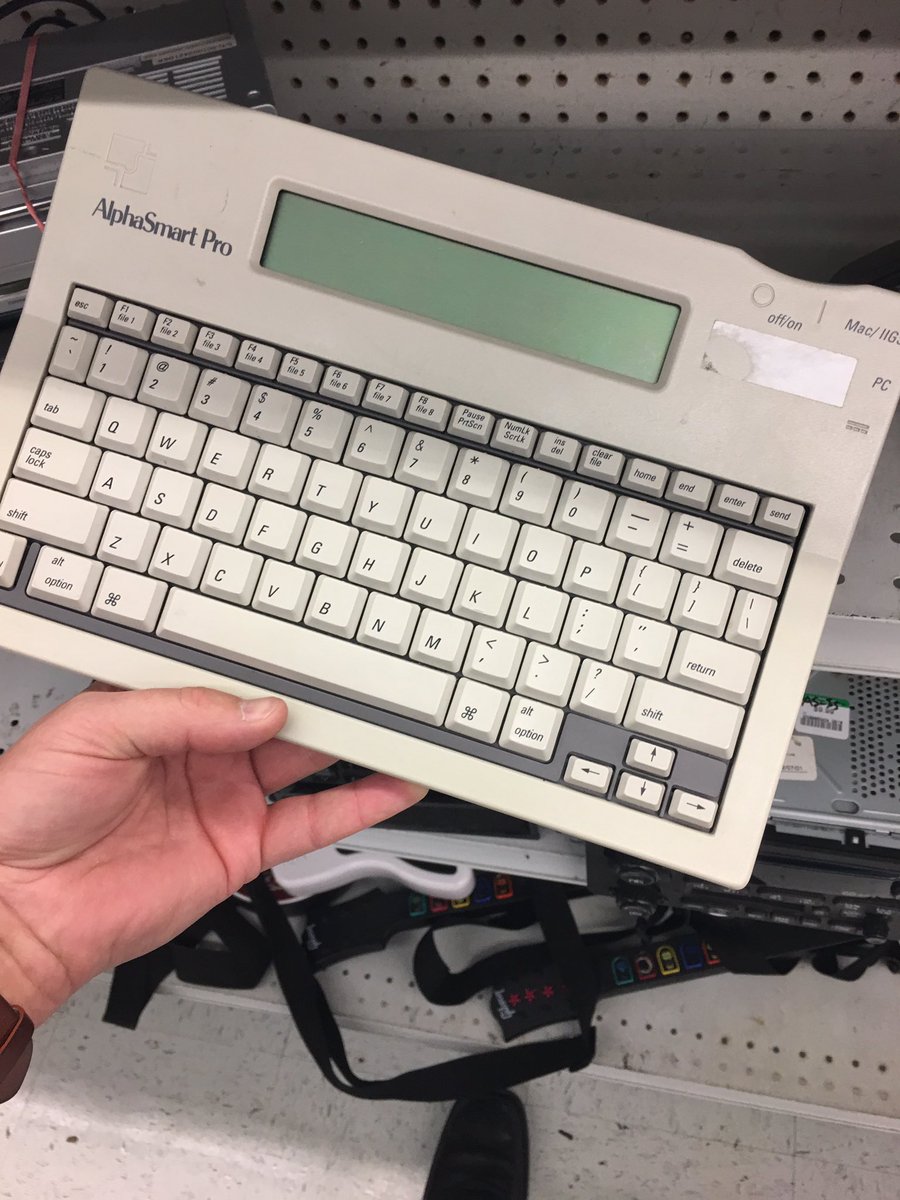 AlphaSmart Pro
off/on
Mac/IIGS
PC
esc F1 file 1 F2 file 2 F3 file 3 F4 file 4 F5 file 5 F6 file 6 F7 file 7 F8 file 8 Pause PrtScn NumLk ScrLk ins del clear file home end enter send
~ ` ! 1 @ 2 # 3 $ 4 % 5 ^ 6 & 7 * 8 ( 9 ) 0 — - + = delete
tab Q W E R T Y U I O P { [ } ] | \
caps lock A S D F G H J K L : ; " ' return
shift Z X C V B N M < , > . ? / shift
alt option ⌘ ⌘ alt option ← ↑ ↓ →